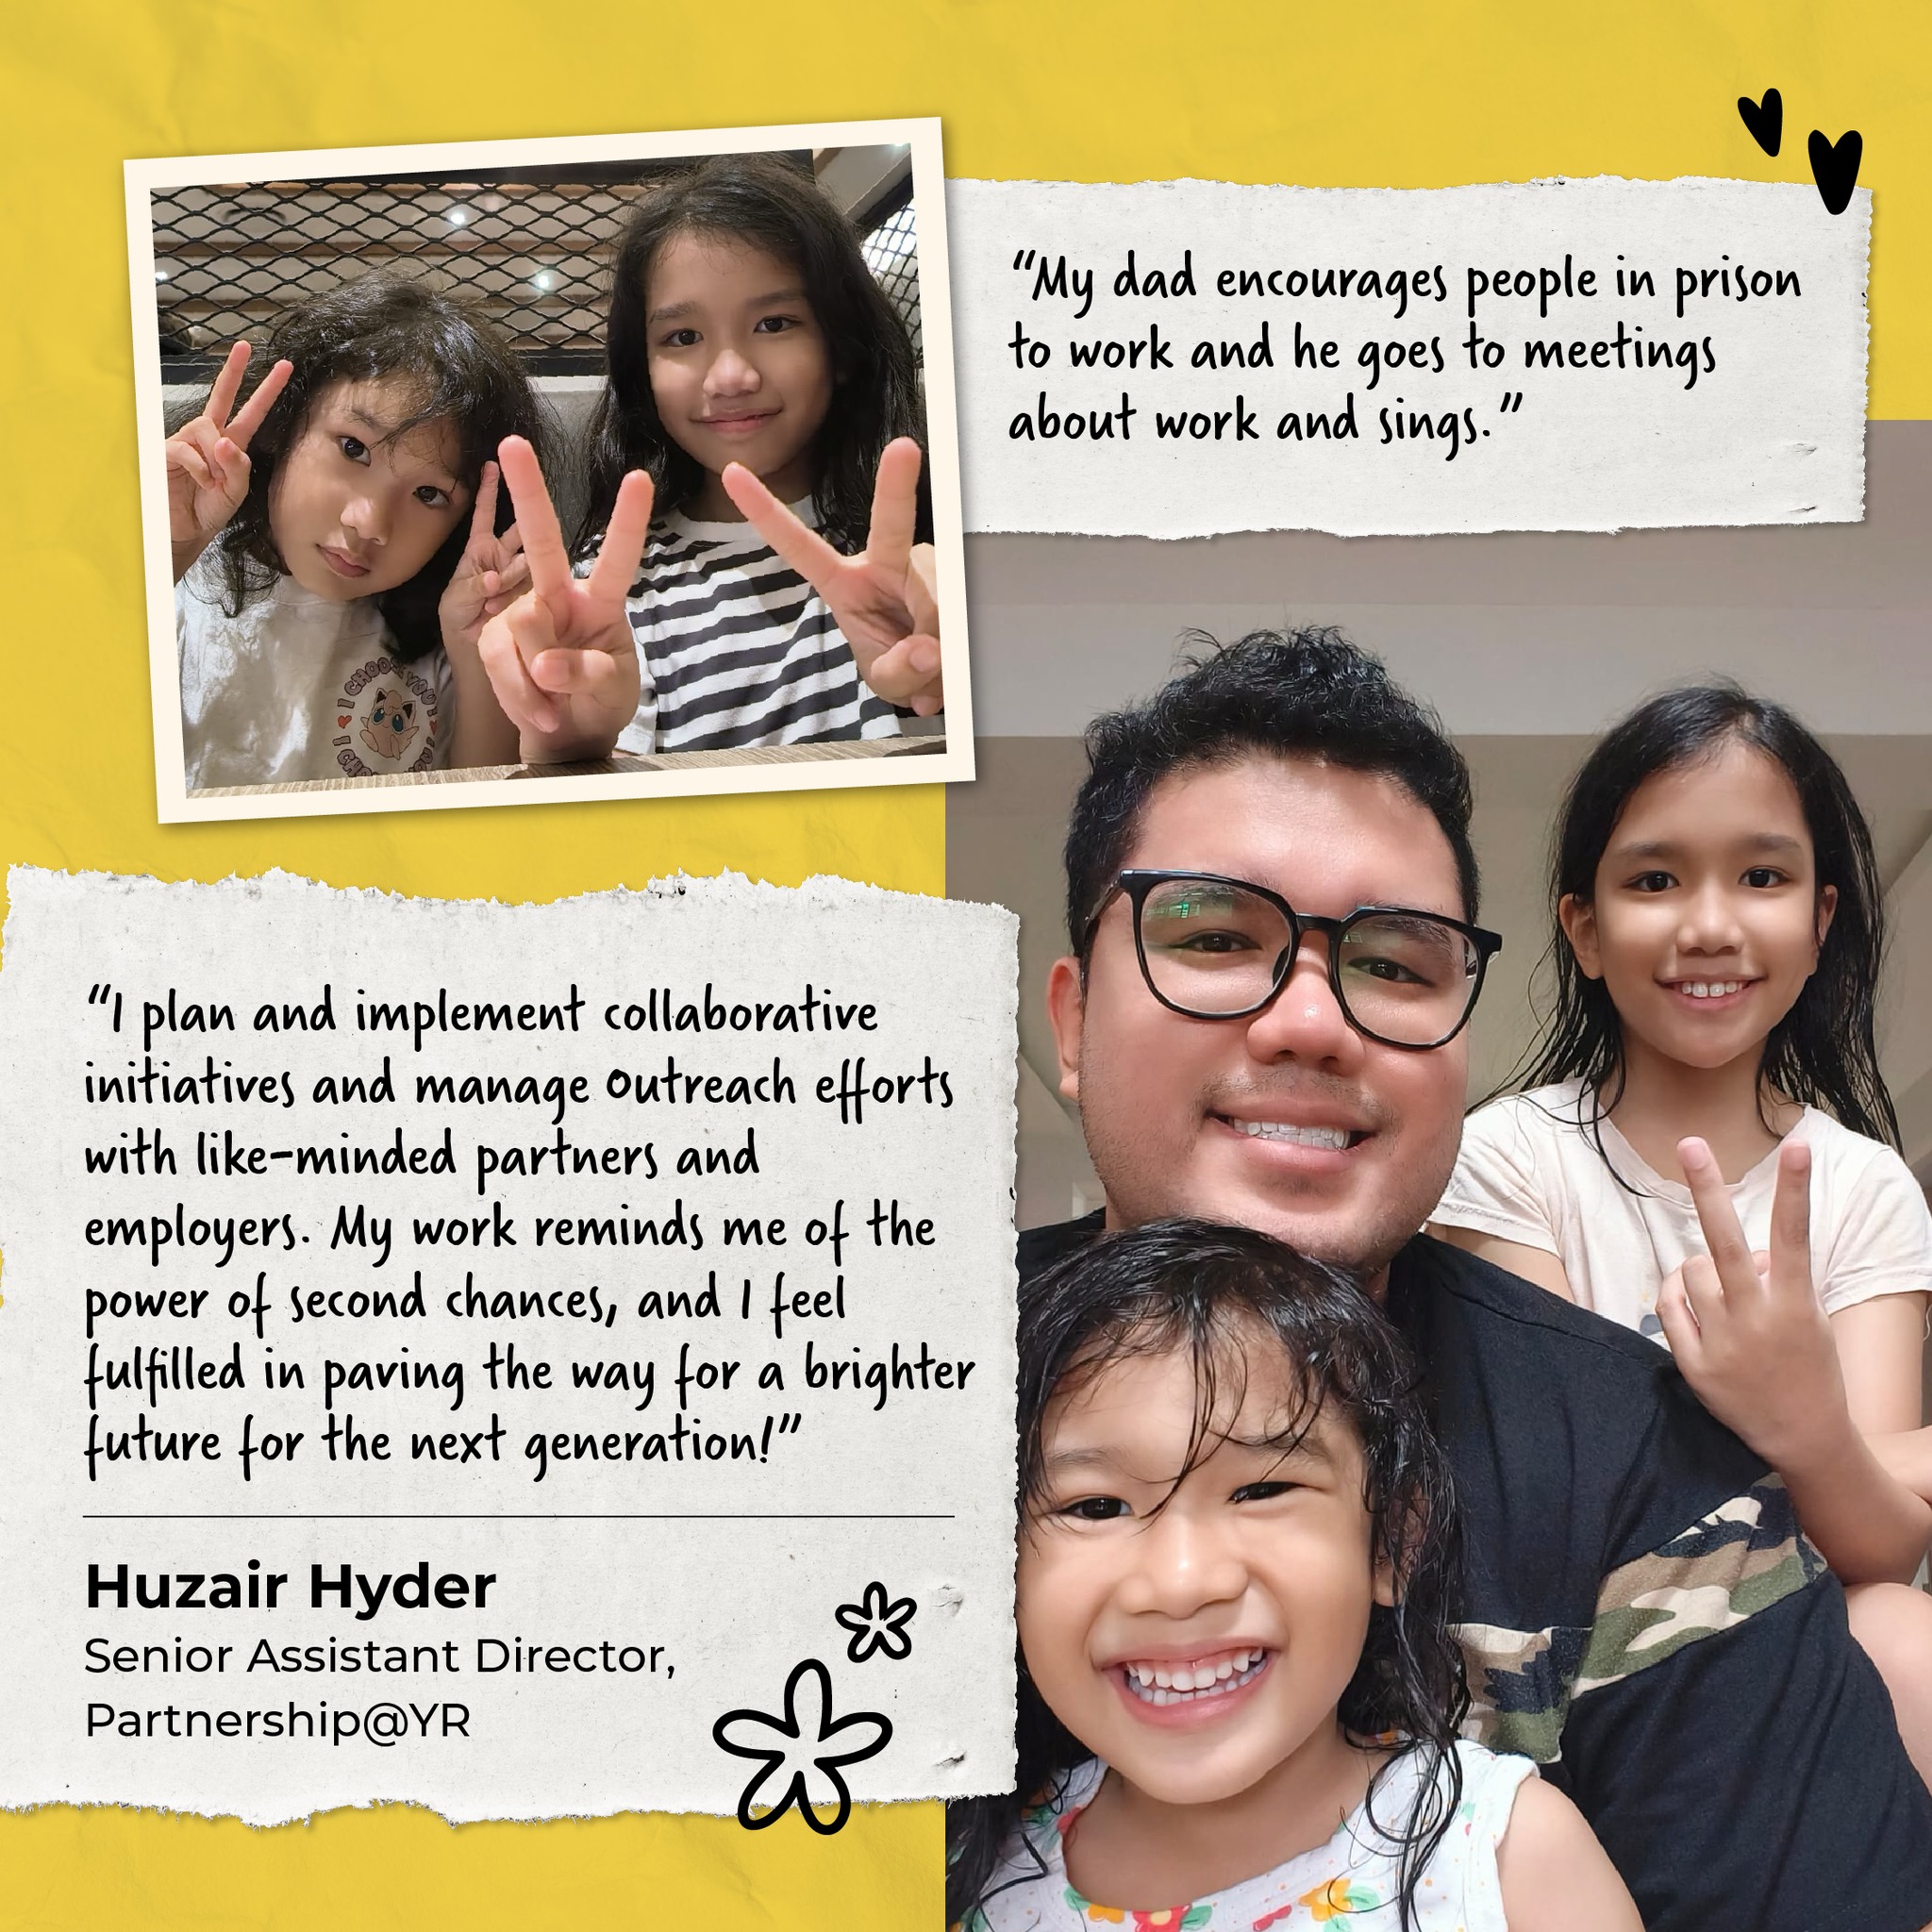 “My dad encourages people in prison
to work and he goes to meetings
about work and sings.”
I CHOOSE YOU!
“I plan and implement collaborative
initiatives and manage Outreach efforts
with like-minded partners and
employers. My work reminds me of the
power of second chances, and I feel
fulfilled in paving the way for a brighter
future for the next generation!”
Huzair Hyder
Senior Assistant Director,
Partnership@YR